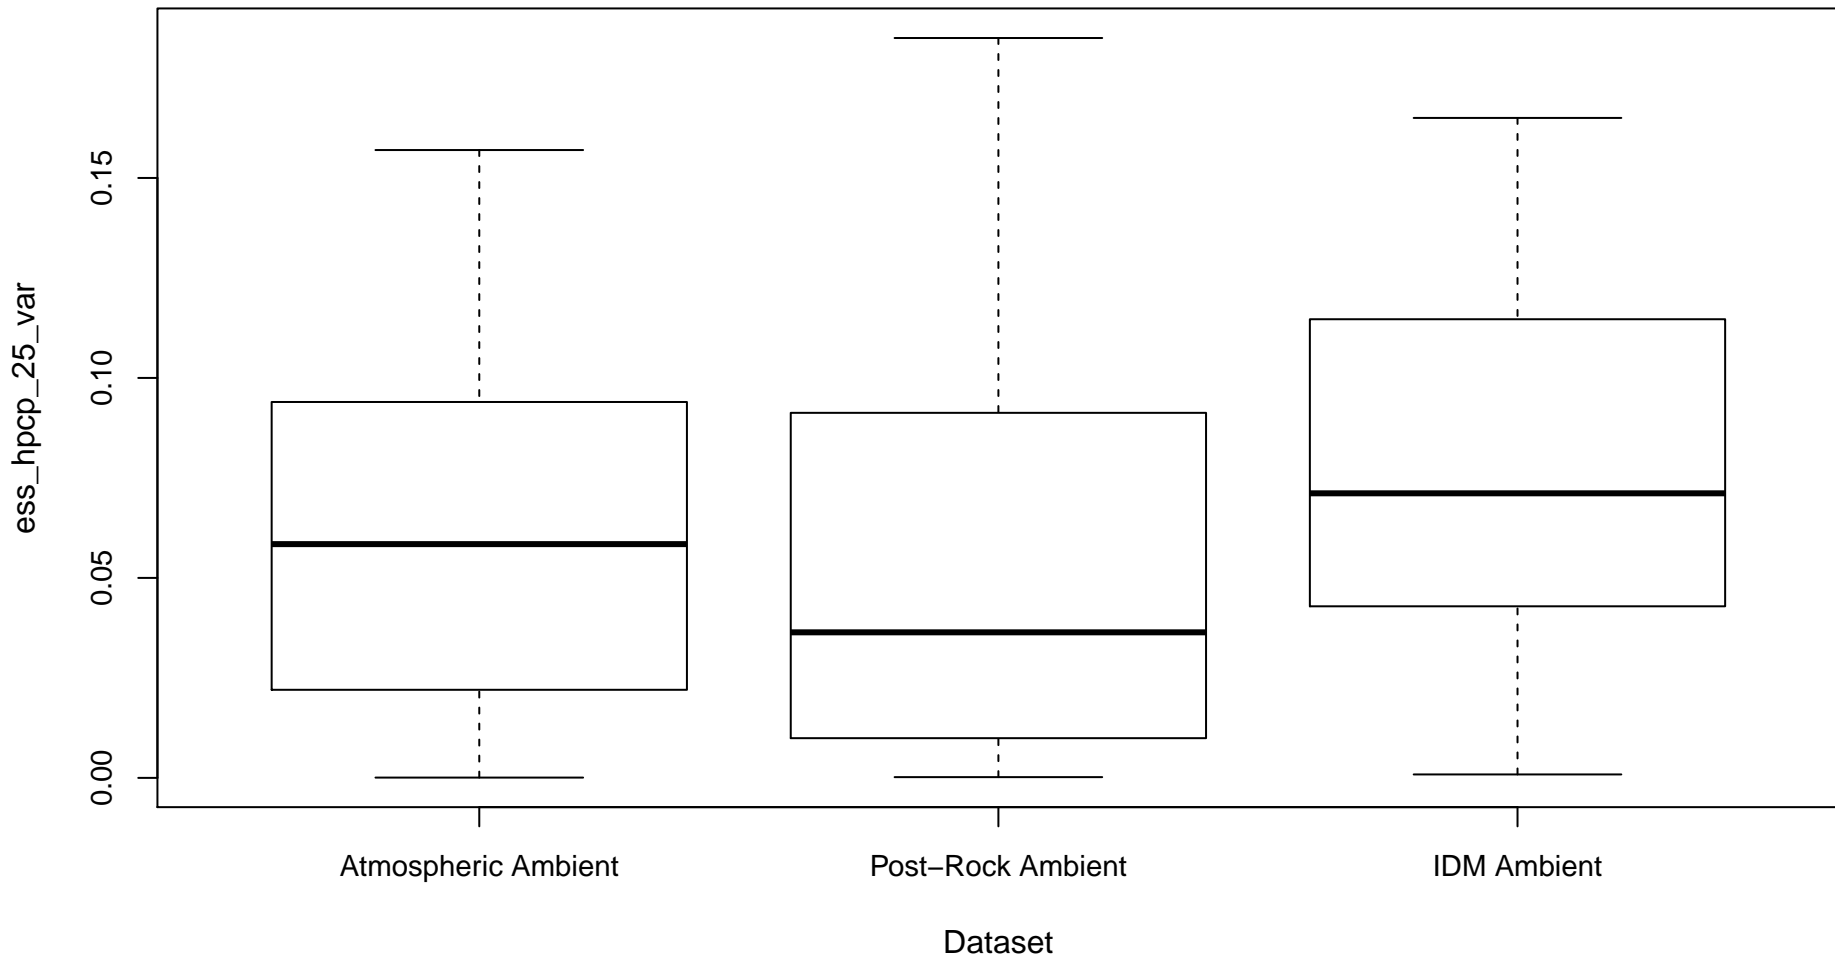 ess_hpcp_25_var
0.15
0.10
0.05
0.00
Atmospheric Ambient
Post−Rock Ambient
IDM Ambient
Dataset